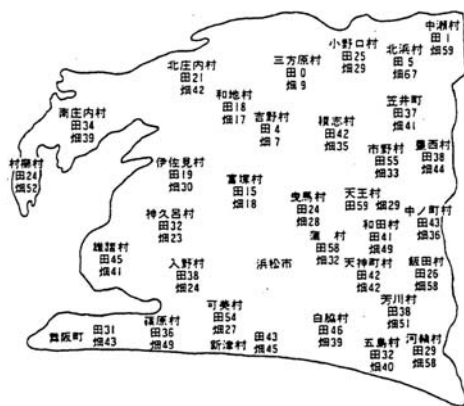 中瀬村
田 1
畑59
小野口村
田25
畑29
北浜村
田 5
畑67
三方原村
田 0
畑 9
北庄内村
田21
畑42
和地村
田18
畑17
笠井町
田37
畑41
南庄内村
田34
畑39
吉野村
田 4
畑 7
積志村
田42
畑35
市野村
田55
畑33
豊西村
田38
畑44
村櫛村
田24
畑52
伊佐見村
田19
畑30
富塚村
田15
畑18
曳馬村
田24
畑28
天王村
田59 畑29
中ノ町村
田43
畑36
神久呂村
田32
畑23
和田村
田41
畑49
蒲 村
田58
畑32
雄踏村
田45
畑41
入野村
田38
畑24
浜松市
天神町村
田42
畑42
飯田村
田26
畑58
芳川村
田38
畑51
可美村
田54
畑27
舞阪町
田31
畑43
篠原村
田36
畑49
新津村
田43
畑45
白脇村
田46
畑39
五島村
田32
畑40
河輪村
田29
畑58